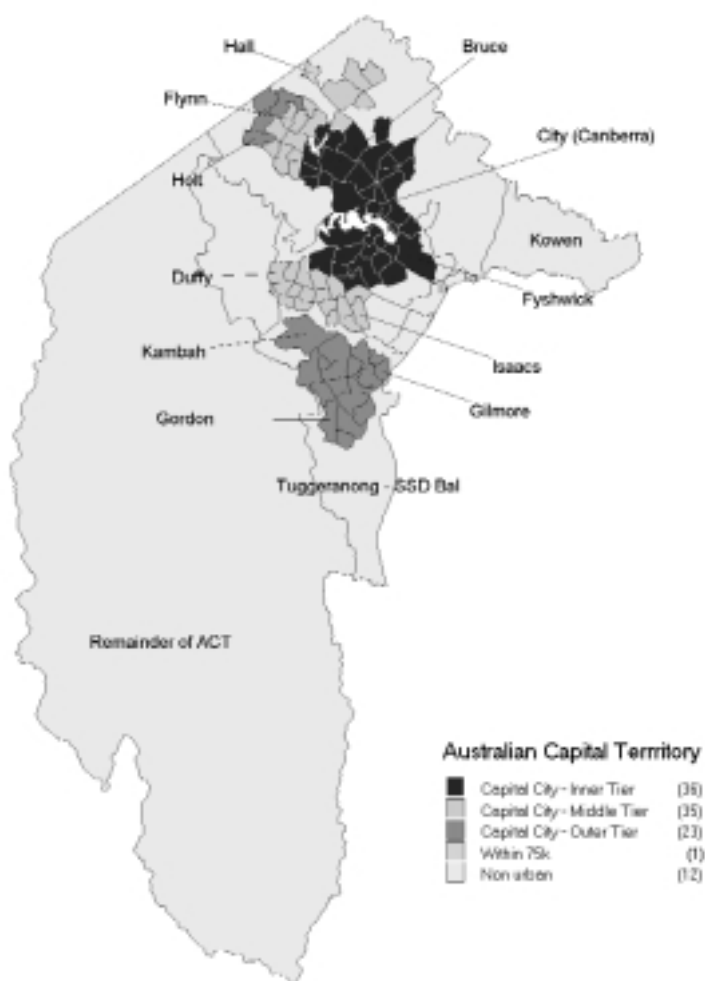 Hall
Bruce
Flynn
City (Canberra)
Holt
Kowen
Duffy
Fyshwick
Kambah
Isaacs
Gilmore
Gordon
Tuggeranong - SSD Bal
Remainder of ACT
Australian Capital Terrritory
Capital City - Inner Tier (36)
Capital City - Middle Tier (35)
Capital City - Outer Tier (23)
Within 75k (1)
Non urban (12)